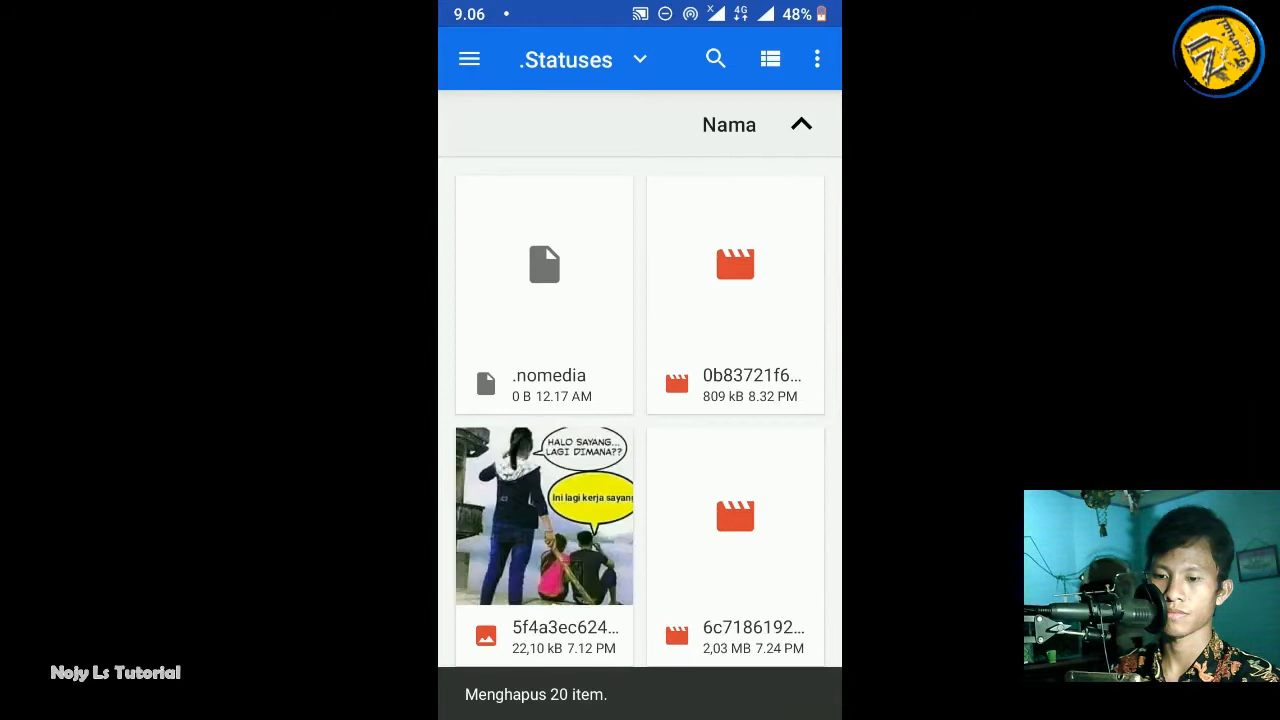 9.06
4G
48%
.Statuses
Nama
.nomedia
0 B 12.17 AM
0b83721f6...
809 kB 8.32 PM
HALO SAYANG...
LAGI DIMANA??
Ini lagi kerja sayang
5f4a3ec624...
22,10 kB 7.12 PM
6c7186192...
2,03 MB 7.24 PM
Menghapus 20 item.
Nojy Ls Tutorial
Tutorial